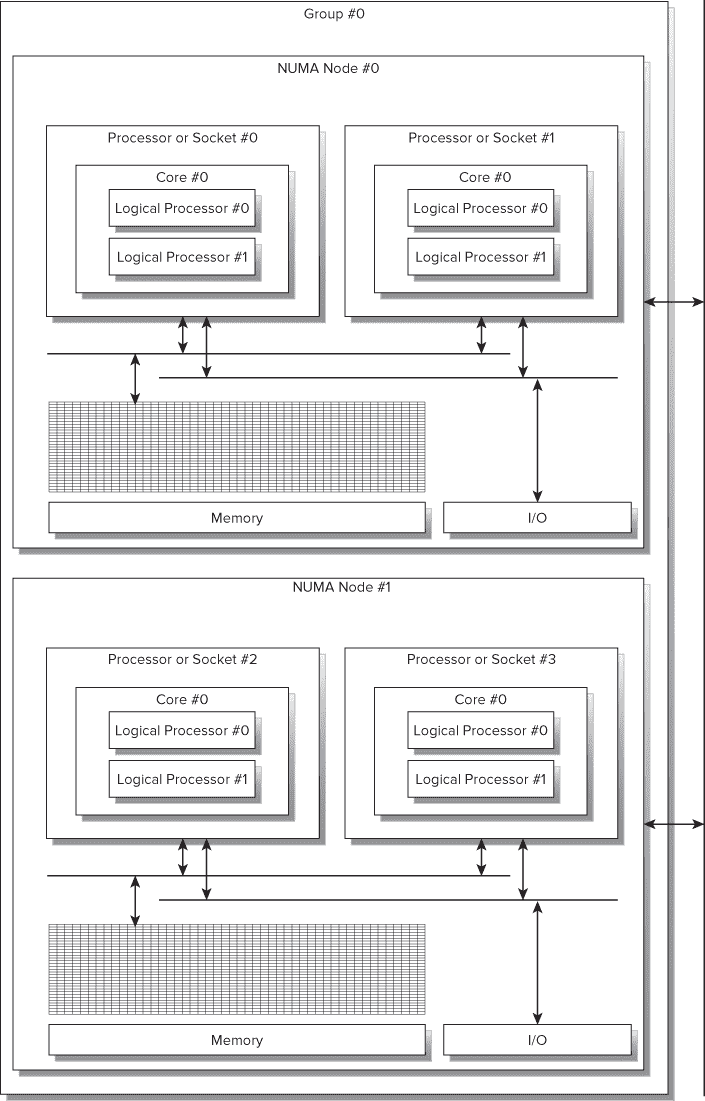 Group #0
NUMA Node #0
Processor or Socket #0
Processor or Socket #1
Core #0
Core #0
Logical Processor #0
Logical Processor #0
Logical Processor #1
Logical Processor #1
Memory
I/O
NUMA Node #1
Processor or Socket #2
Processor or Socket #3
Core #0
Core #0
Logical Processor #0
Logical Processor #0
Logical Processor #1
Logical Processor #1
Memory
I/O